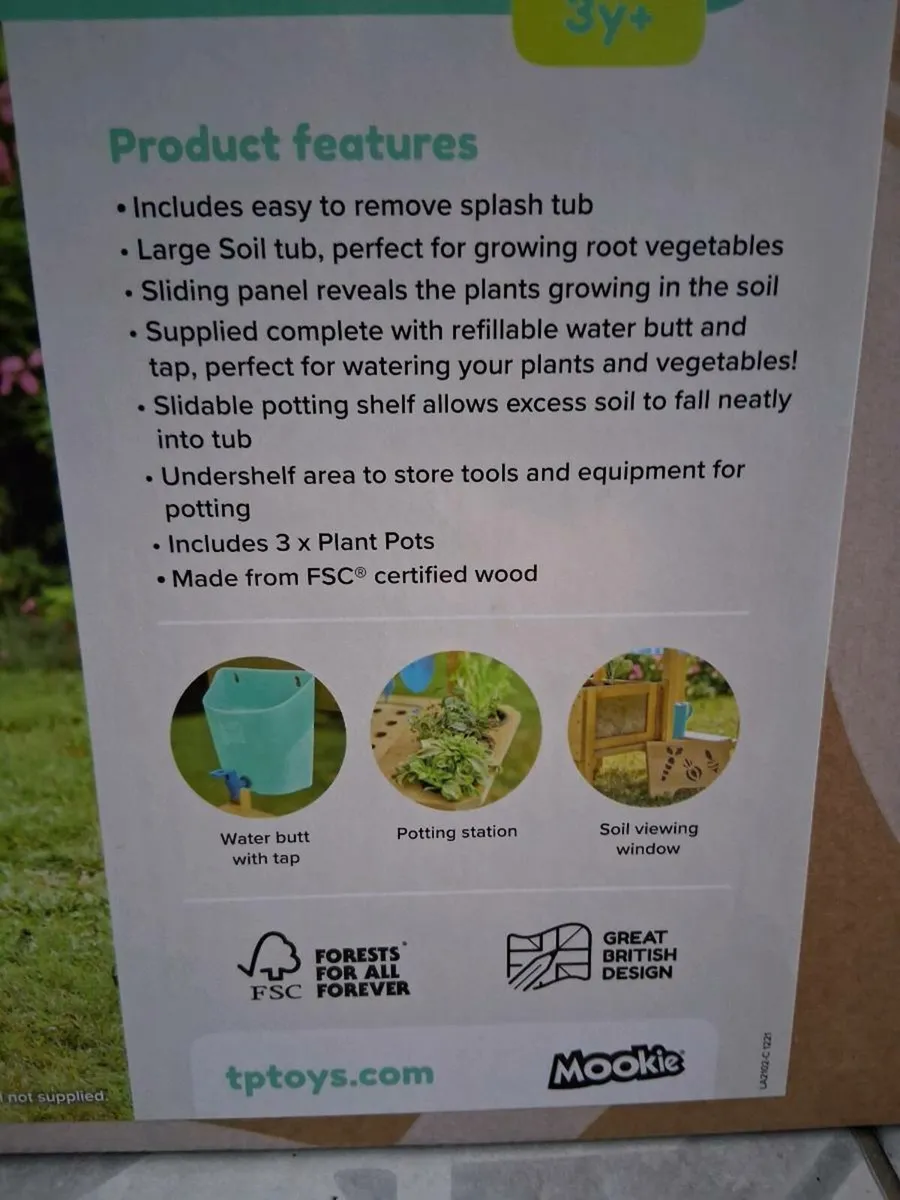 3y+
Product features
• Includes easy to remove splash tub
• Large Soil tub, perfect for growing root vegetables
• Sliding panel reveals the plants growing in the soil
• Supplied complete with refillable water butt and
tap, perfect for watering your plants and vegetables!
• Slidable potting shelf allows excess soil to fall neatly
into tub
• Undershelf area to store tools and equipment for
potting
• Includes 3 x Plant Pots
• Made from FSC® certified wood
Water butt
with tap
Potting station
Soil viewing
window
FSC
FORESTS
FOR ALL
FOREVER
GREAT
BRITISH
DESIGN
tptoys.com
Mookie
LA2102-C 1221
not supplied.